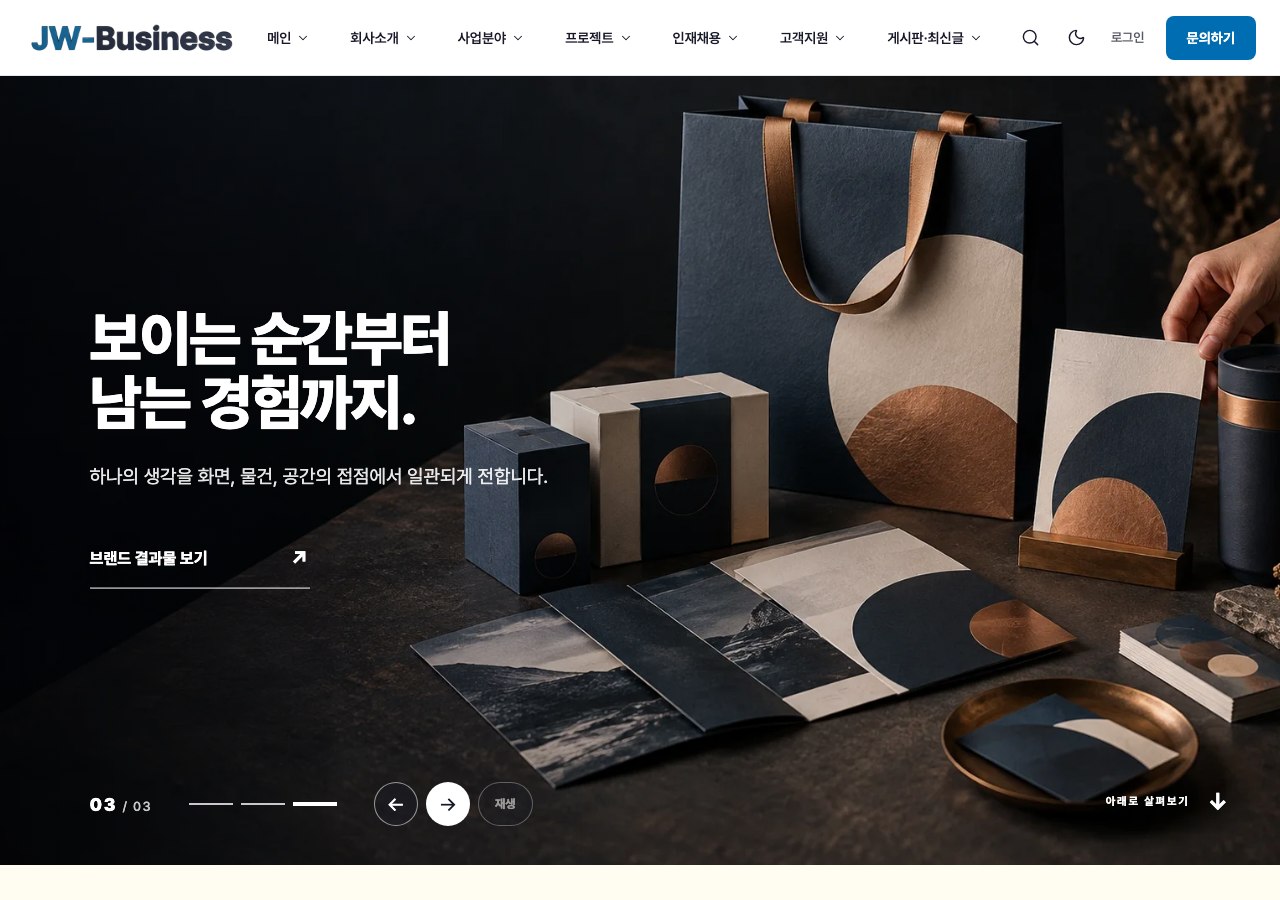 JW-Business
메인
회사소개
사업분야
프로젝트
인재채용
고객지원
게시판·최신글
로그인
문의하기
보이는 순간부터
남는 경험까지.
하나의 생각을 화면, 물건, 공간의 접점에서 일관되게 전합니다.
브랜드 결과물 보기
03 / 03
재생
아래로 살펴보기